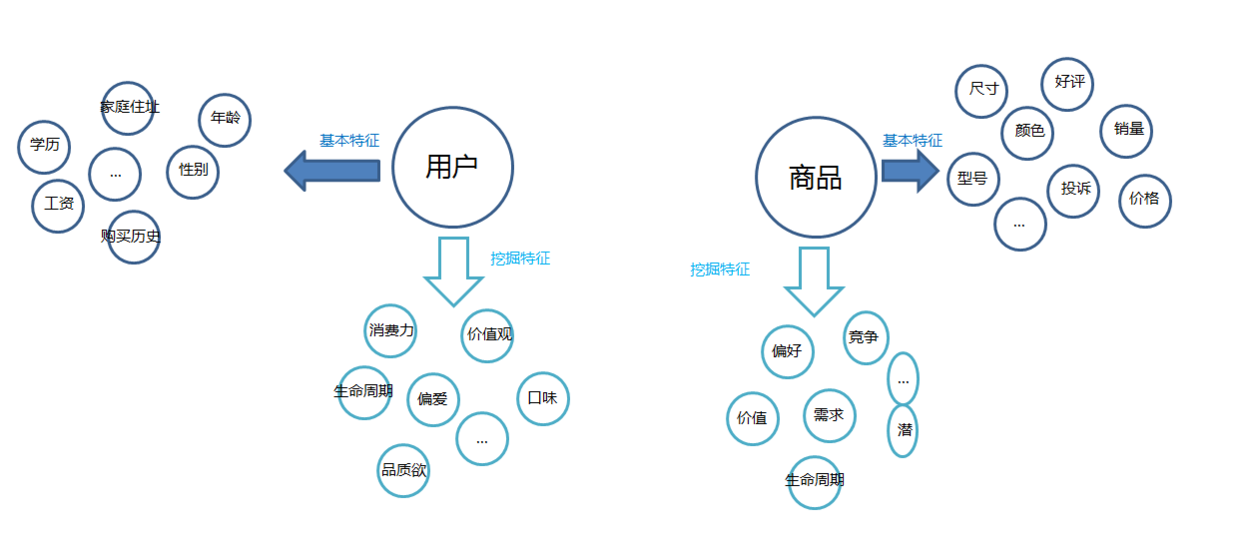 家庭住址
年龄
学历
...
性别
工资
购买历史
基本特征
用户
挖掘特征
消费力
价值观
生命周期
偏爱
口味
...
品质欲
商品
基本特征
尺寸
好评
颜色
销量
型号
投诉
价格
...
挖掘特征
偏好
竞争
...
价值
需求
潜
生命周期